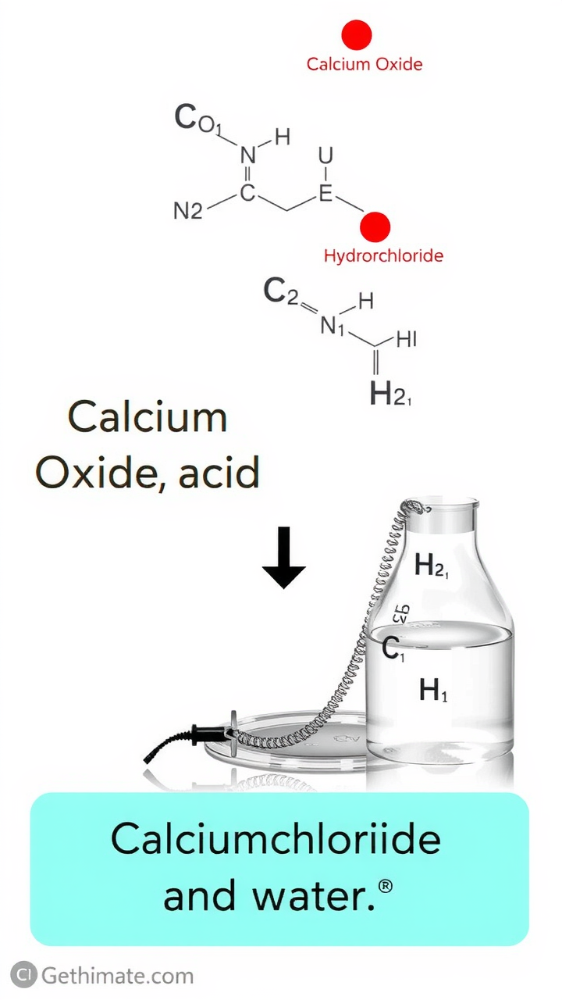 Calcium Oxide
CO1
H
N
U
C
E
N2
Hydrorchloride
C2
H
N1
HI
H21
Calcium
Oxide, acid
H21
C1
H1
Calciumchloriide
and water.®
CI Gethimate.com